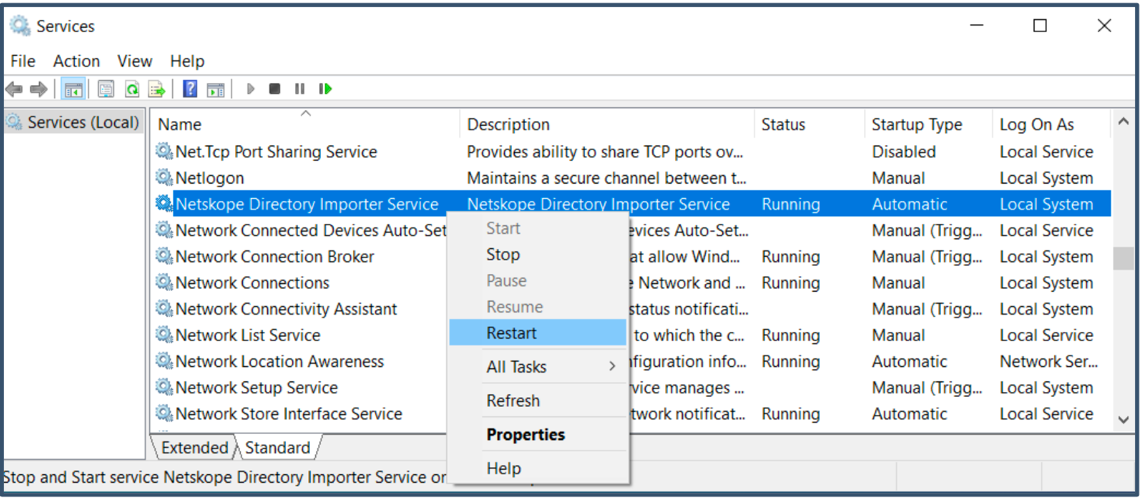 Services
File Action View Help
Services (Local)
Name Description Status Startup Type Log On As
Net.Tcp Port Sharing Service Provides ability to share TCP ports ov... Disabled Local Service
Netlogon Maintains a secure channel between t... Manual Local System
Netskope Directory Importer Service Netskope Directory Importer Service Running Automatic Local System
Network Connected Devices Auto-Set Start evices Auto-Set... Manual (Trigg... Local System
Network Connection Broker Stop at allow Wind... Running Manual (Trigg... Local System
Network Connections Pause e Network and ... Running Manual Local System
Network Connectivity Assistant Resume status notificati... Manual (Trigg... Local System
Network List Service Restart to which the c... Running Manual Local Service
Network Location Awareness All Tasks nfiguration info... Running Automatic Network Ser...
Network Setup Service rvice manages ... Manual (Trigg... Local System
Refresh
Network Store Interface Service twork notificat... Running Automatic Local Service
Properties
Extended Standard
Help
Stop and Start service Netskope Directory Importer Service or